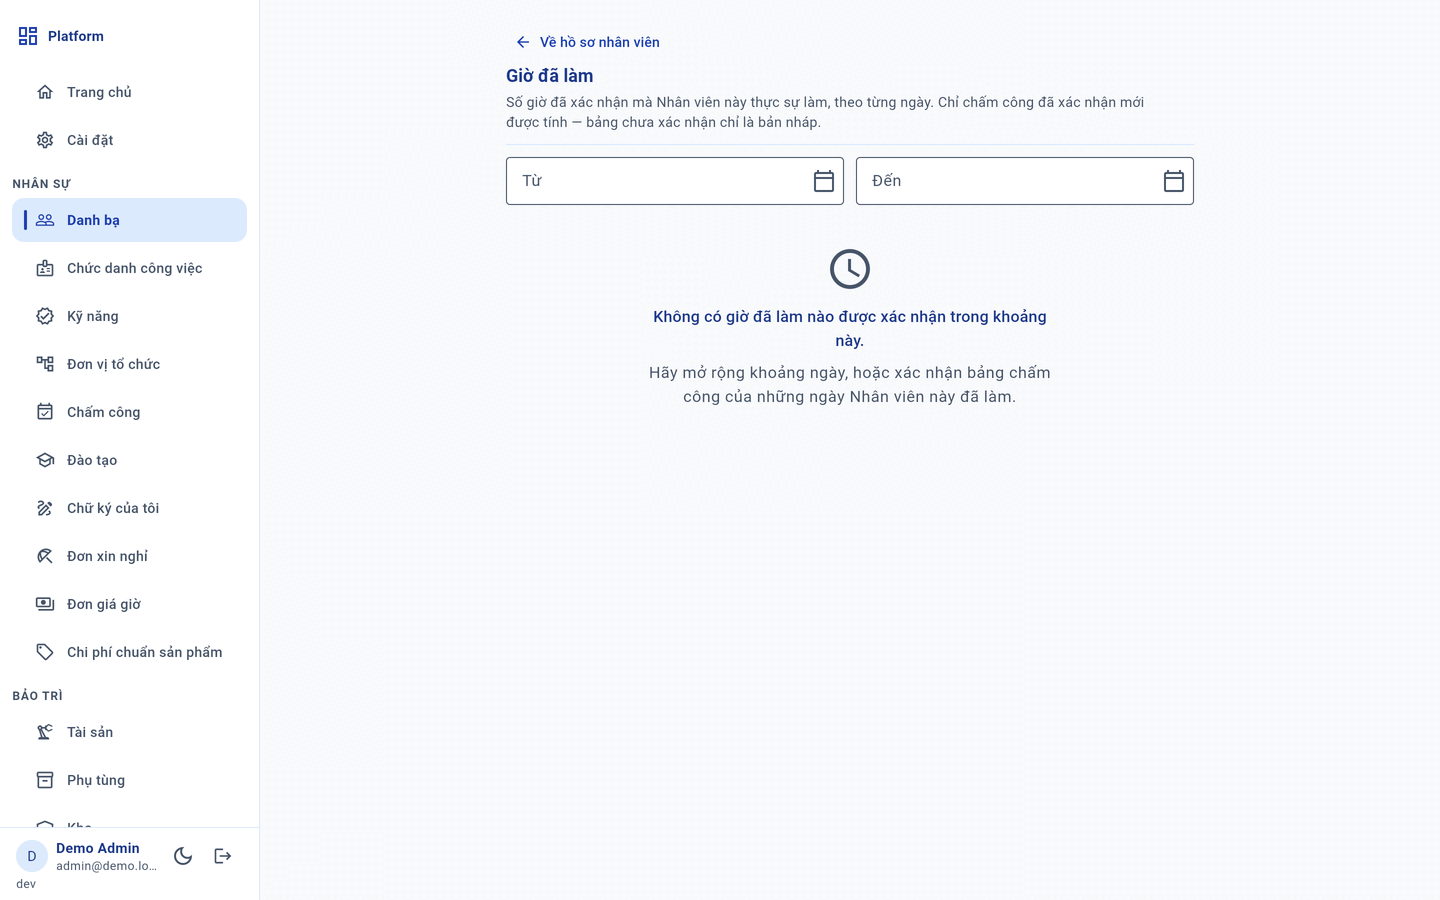 Platform
Trang chủ
Cài đặt
NHÂN SỰ
Danh bạ
Chức danh công việc
Kỹ năng
Đơn vị tổ chức
Chấm công
Đào tạo
Chữ ký của tôi
Đơn xin nghỉ
Đơn giá giờ
Chi phí chuẩn sản phẩm
BẢO TRÌ
Tài sản
Phụ tùng
D
Demo Admin
admin@demo.lo...
dev
Về hồ sơ nhân viên
Giờ đã làm
Số giờ đã xác nhận mà Nhân viên này thực sự làm, theo từng ngày. Chỉ chấm công đã xác nhận mới
được tính — bảng chưa xác nhận chỉ là bản nháp.
Từ
Đến
Không có giờ đã làm nào được xác nhận trong khoảng
này.
Hãy mở rộng khoảng ngày, hoặc xác nhận bảng chấm
công của những ngày Nhân viên này đã làm.